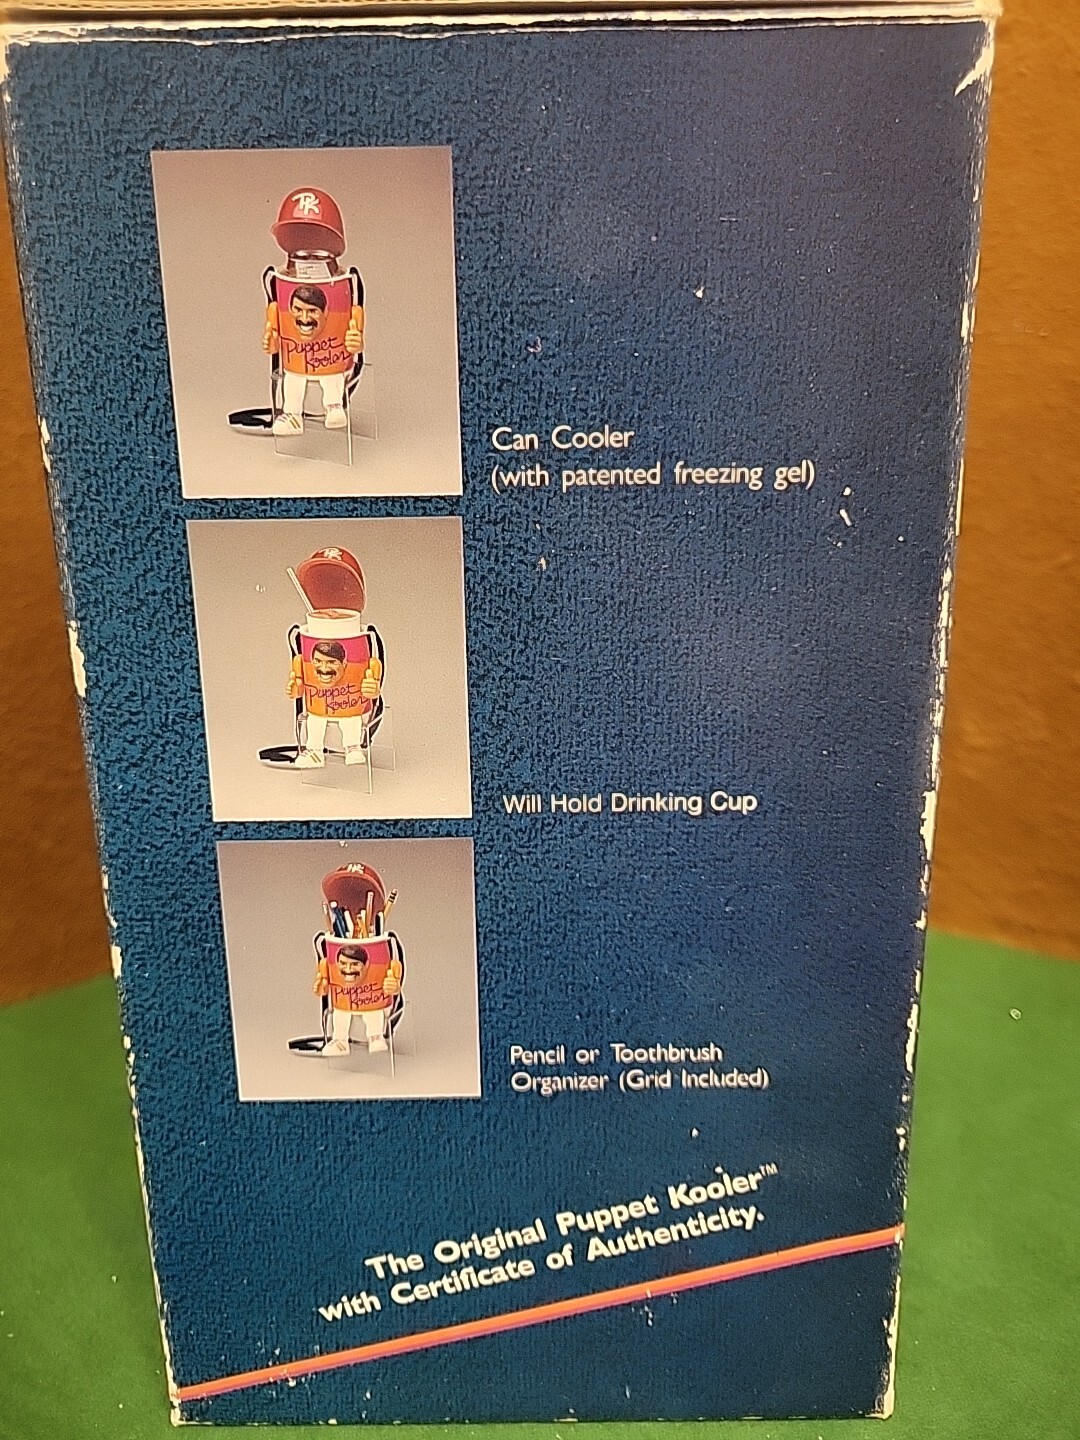 PK
Puppet
Kooler
Can Cooler
(with patented freezing gel)
PK
Puppet
Kooler
Will Hold Drinking Cup
PK
Puppet
Kooler
Pencil or Toothbrush
Organizer (Grid Included)
The Original Puppet Kooler™
with Certificate of Authenticity.